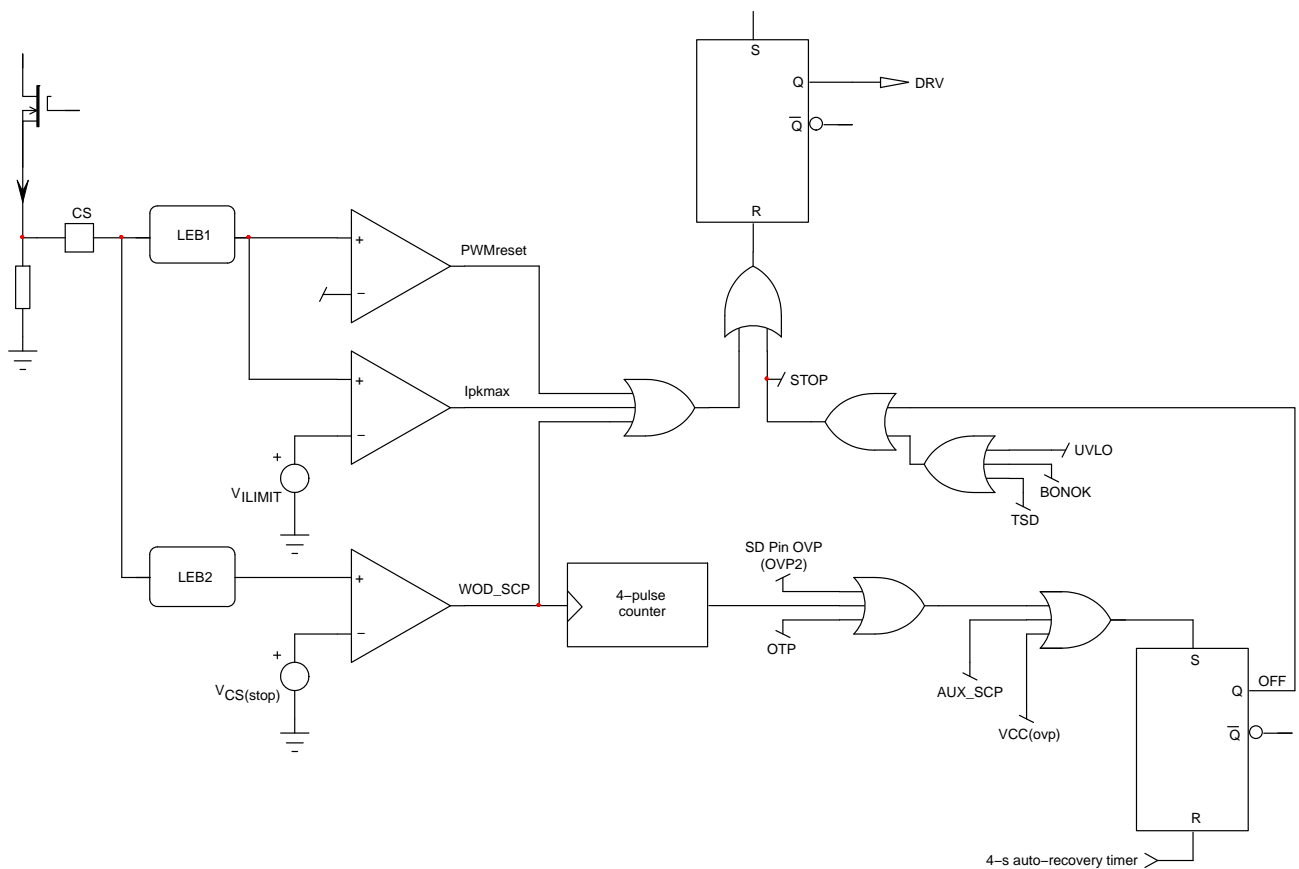 S
Q
DRV
Q
R
CS
LEB1
+
−
PWMreset
+
−
Ipkmax
+
VILIMIT
STOP
UVLO
BONOK
TSD
LEB2
+
−
WOD_SCP
+
VCS(stop)
4−pulse
counter
SD Pin OVP
(OVP2)
OTP
AUX_SCP
VCC(ovp)
S
Q
OFF
Q
R
4−s auto−recovery timer